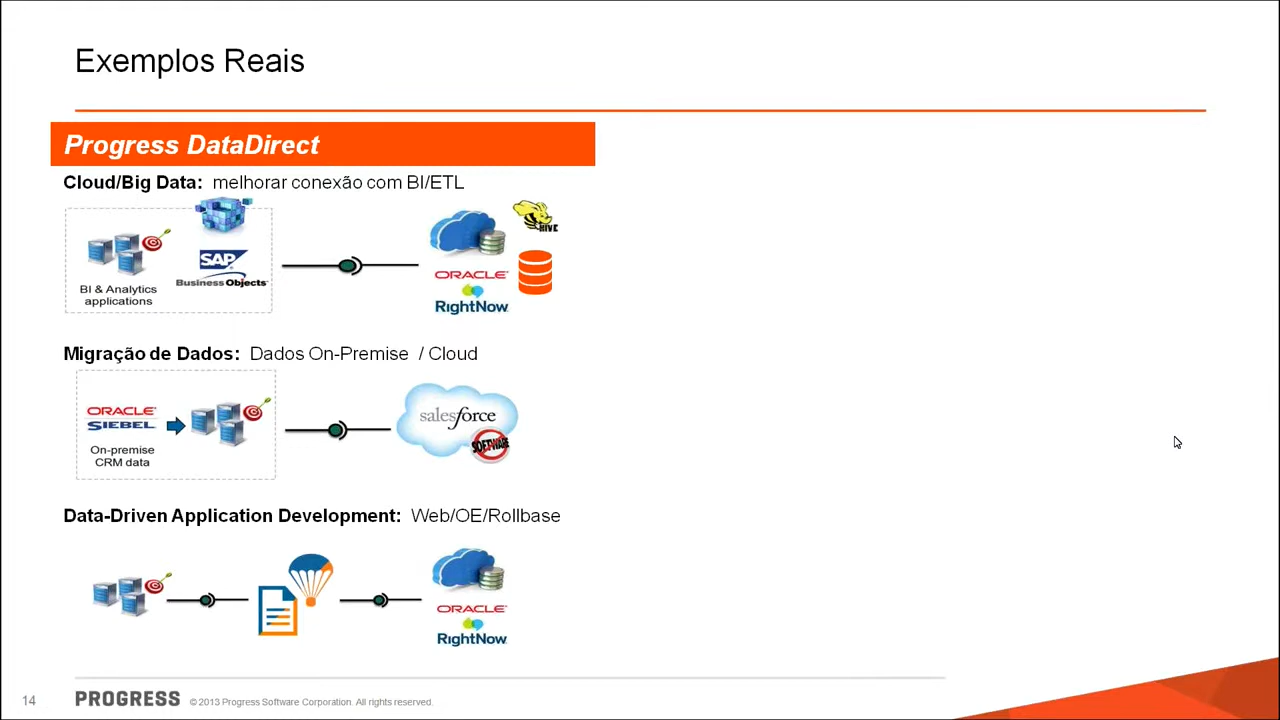 Exemplos Reais
Progress DataDirect
Cloud/Big Data: melhorar conexão com BI/ETL
HIVE
SAP
Business Objects
BI & Analytics
applications
ORACLE
RightNow
Migração de Dados: Dados On-Premise / Cloud
ORACLE
SIEBEL
On-premise
CRM data
salesforce
SOFTWARE
Data-Driven Application Development: Web/OE/Rollbase
ORACLE
RightNow
14
PROGRESS
© 2013 Progress Software Corporation. All rights reserved.